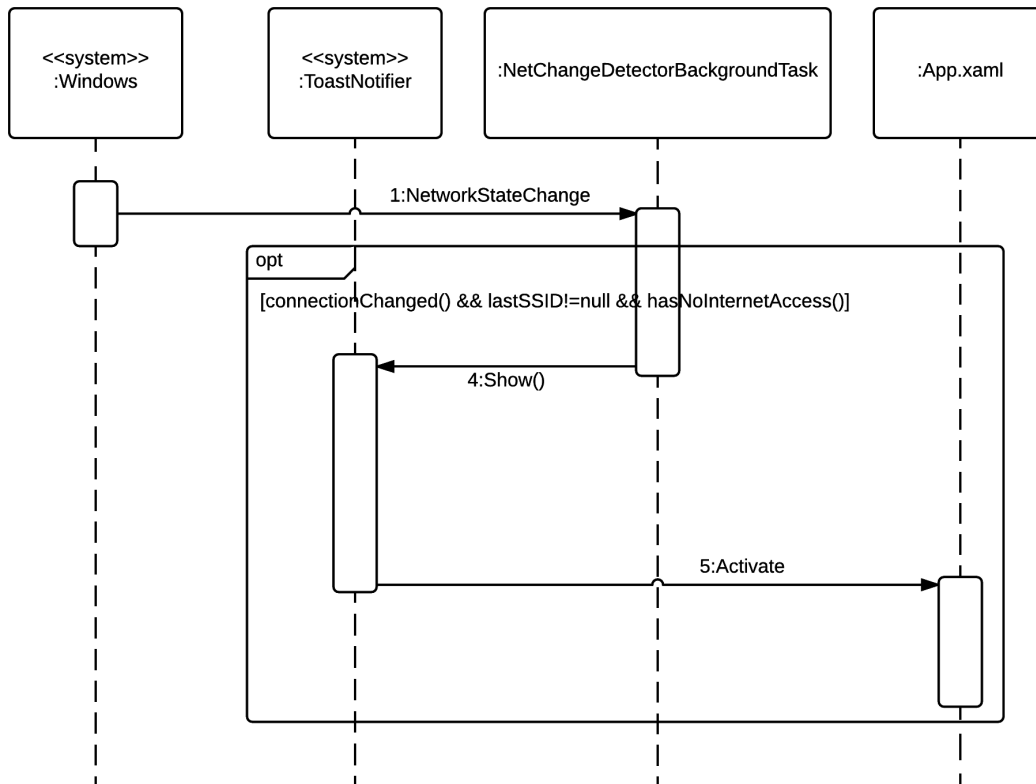 <<system>>
:Windows
<<system>>
:ToastNotifier
:NetChangeDetectorBackgroundTask
:App.xaml
1:NetworkStateChange
opt
[connectionChanged() && lastSSID!=null && hasNoInternetAccess()]
4:Show()
5:Activate